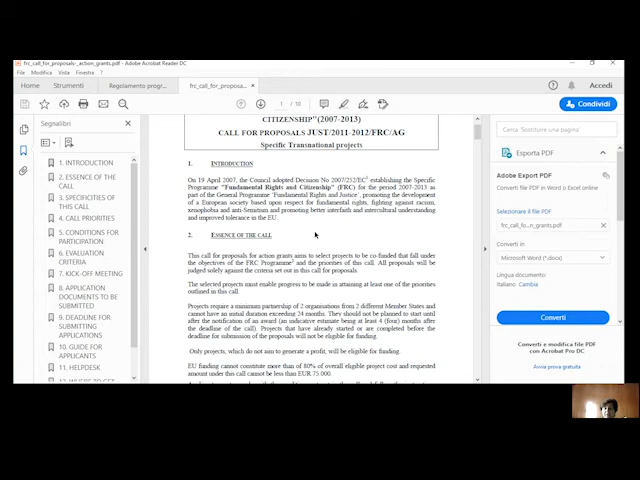 frc_call_for_proposals-_action_grants.pdf - Adobe Acrobat Reader DC
File Modifica Vista Finestra ?
Home Strumenti Regolamento progr... frc_call_for_proposa... × Accedi
1 / 10 Condividi
Segnalibri ×
1. INTRODUCTION
2. ESSENCE OF THE
CALL
3. SPECIFICITIES OF
THIS CALL
4. CALL PRIORITIES
5. CONDITIONS FOR
PARTICIPATION
6. EVALUATION
CRITERIA
7. KICK-OFF MEETING
8. APPLICATION
DOCUMENTS TO BE
SUBMITTED
9. DEADLINE FOR
SUBMITTING
APPLICATIONS
10. GUIDE FOR
APPLICANTS
11. HELPDESK
12. WHERE TO GET
CITIZENSHIP"(2007-2013)
CALL FOR PROPOSALS JUST/2011-2012/FRC/AG
Specific Transnational projects
1. INTRODUCTION
On 19 April 2007, the Council adopted Decision No 2007/252/EC¹ establishing the Specific
Programme "Fundamental Rights and Citizenship" (FRC) for the period 2007-2013 as
part of the General Programme 'Fundamental Rights and Justice', promoting the development
of a European society based upon respect for fundamental rights, fighting against racism,
xenophobia and anti-Semitism and promoting better interfaith and intercultural understanding
and improved tolerance in the EU.
2. ESSENCE OF THE CALL
This call for proposals for action grants aims to select projects to be co-funded that fall under
the objectives of the FRC Programme² and the priorities of this call. All proposals will be
judged solely against the criteria set out in this call for proposals.
The selected projects must enable progress to be made in attaining at least one of the priorities
outlined in this call.
Projects require a minimum partnership of 2 organisations from 2 different Member States and
cannot have an initial duration exceeding 24 months. They should not be planned to start until
after the notification of an award (an indicative estimate being at least 4 (four) months after
the deadline of the call). Projects that have already started or are completed before the
deadline for submission of the proposals will not be eligible for funding.
Only projects, which do not aim to generate a profit, will be eligible for funding.
EU funding cannot constitute more than of 80% of overall eligible project cost and requested
amount under this call cannot be less than EUR 75.000.
Cerca 'Sostituire una pagina'
Esporta PDF
Adobe Export PDF
Converti file PDF in Word o Excel online
Selezionare il file PDF
frc_call_fo...n_grants.pdf ×
Converti in
Microsoft Word (*.docx)
Lingua documento:
Italiano Cambia
Converti
Converti e modifica file PDF
con Acrobat Pro DC
Avvia prova gratuita